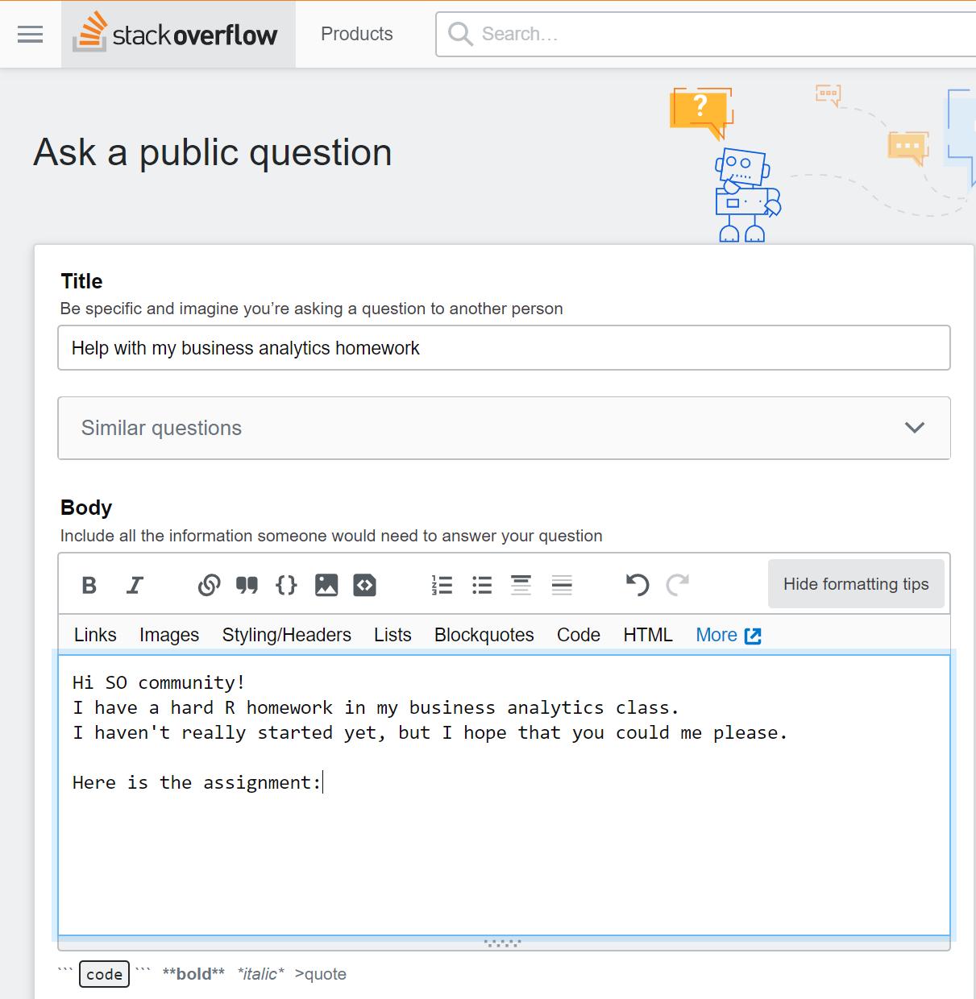 stackoverflow Products Search...
?
Ask a public question
Title
Be specific and imagine you’re asking a question to another person
Help with my business analytics homework
Similar questions
Body
Include all the information someone would need to answer your question
B I Hide formatting tips
Links Images Styling/Headers Lists Blockquotes Code HTML More
Hi SO community!
I have a hard R homework in my business analytics class.
I haven't really started yet, but I hope that you could me please.
Here is the assignment:
``` code ``` **bold** *italic* >quote